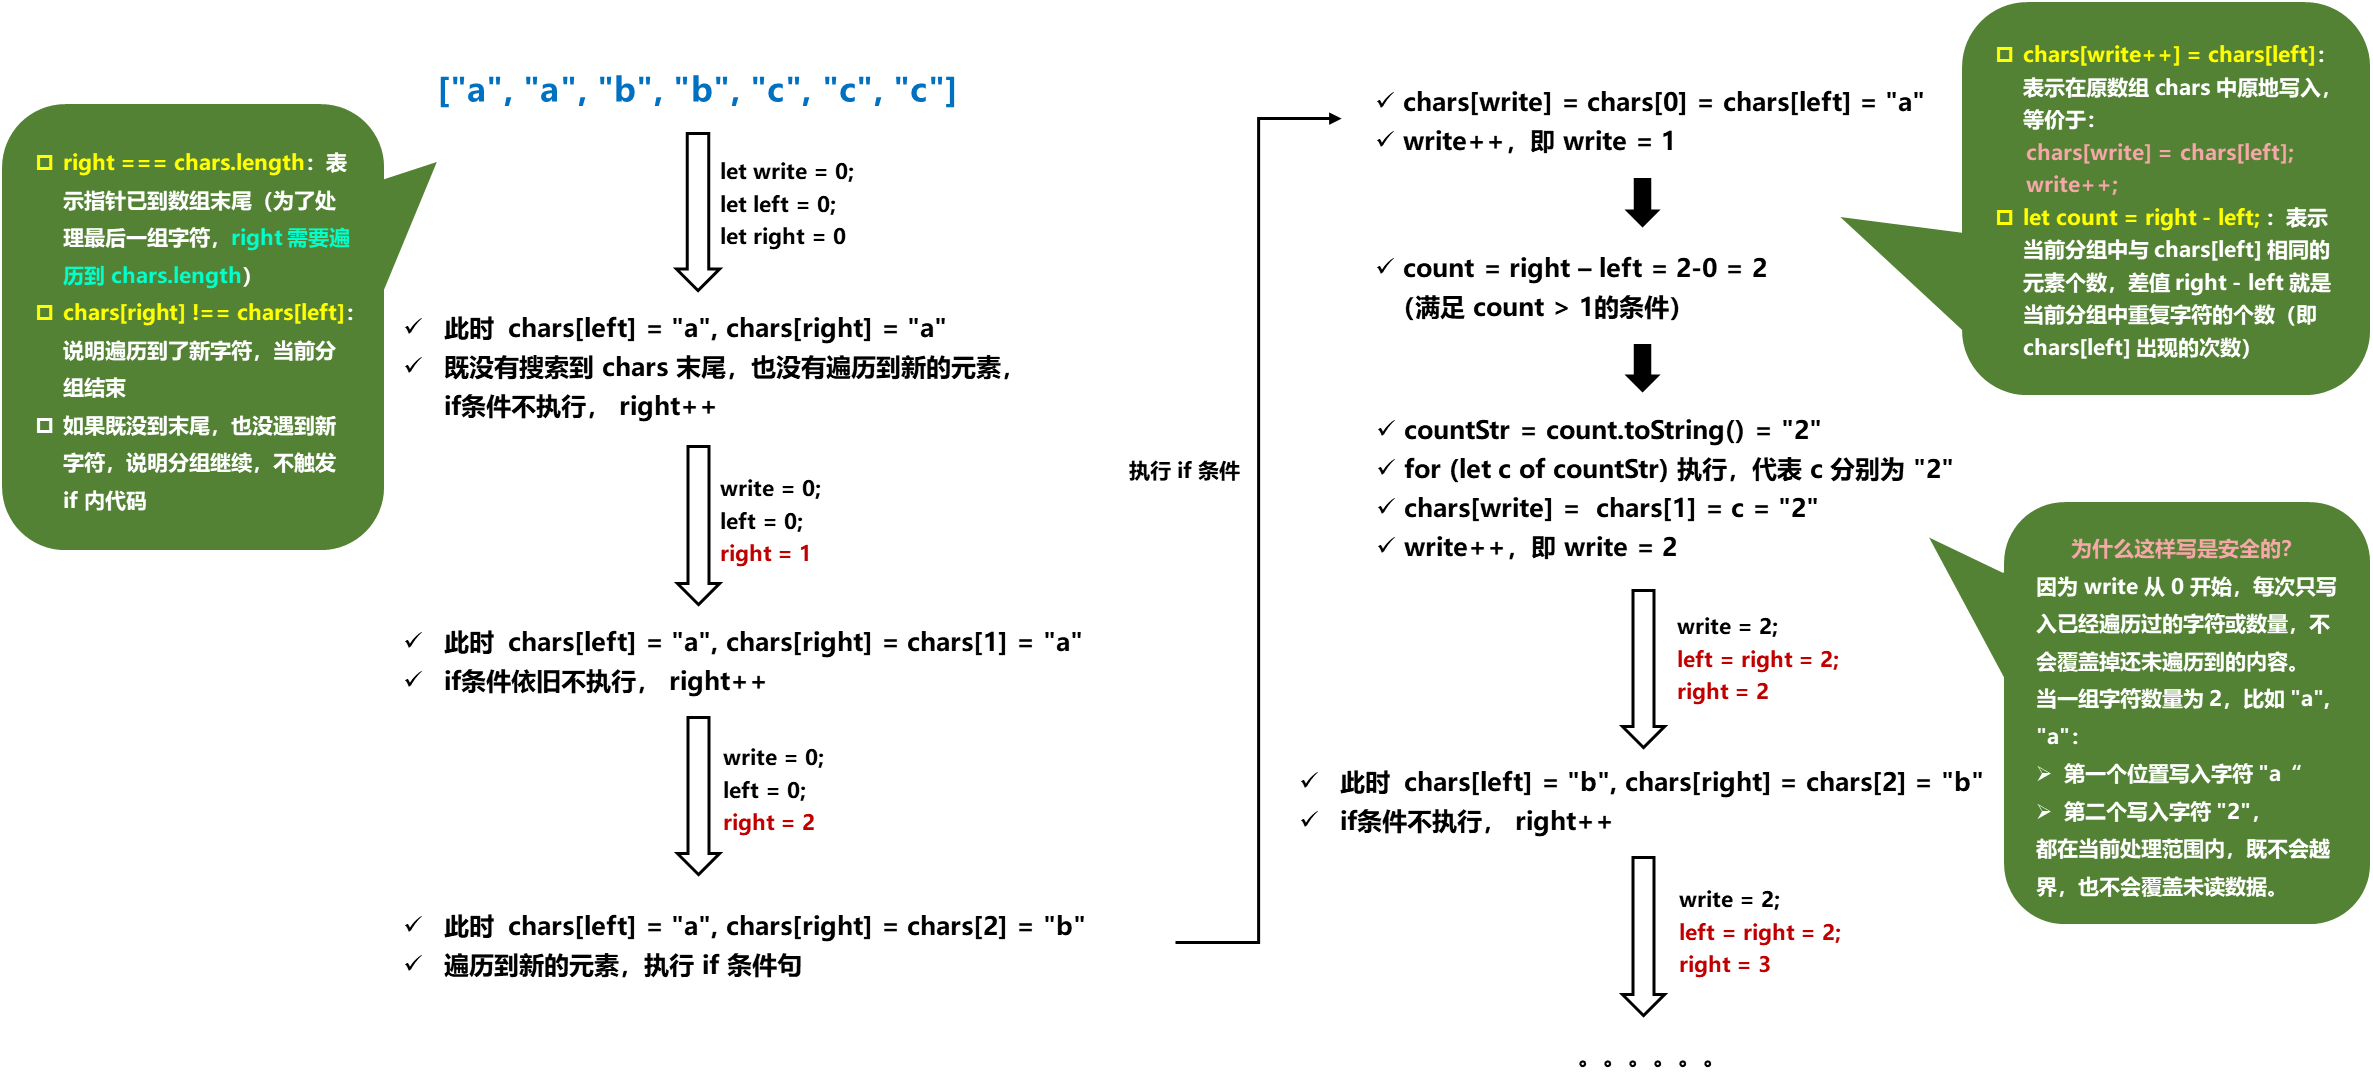 ["a", "a", "b", "b", "c", "c", "c"]
right === chars.length：表
示指针已到数组末尾（为了处
理最后一组字符，right 需要遍
历到 chars.length）
chars[right] !== chars[left]：
说明遍历到了新字符，当前分
组结束
如果既没到末尾，也没遇到新
字符，说明分组继续，不触发
if 内代码
let write = 0;
let left = 0;
let right = 0
此时 chars[left] = "a", chars[right] = "a"
既没有搜索到 chars 末尾，也没有遍历到新的元素，
if条件不执行， right++
write = 0;
left = 0;
right = 1
此时 chars[left] = "a", chars[right] = chars[1] = "a"
if条件依旧不执行， right++
write = 0;
left = 0;
right = 2
此时 chars[left] = "a", chars[right] = chars[2] = "b"
遍历到新的元素，执行 if 条件句
执行 if 条件
chars[write] = chars[0] = chars[left] = "a"
write++，即 write = 1
count = right – left = 2-0 = 2
(满足 count > 1的条件）
countStr = count.toString() = "2"
for (let c of countStr) 执行，代表 c 分别为 "2"
chars[write] = chars[1] = c = "2"
write++，即 write = 2
write = 2;
left = right = 2;
right = 2
此时 chars[left] = "b", chars[right] = chars[2] = "b"
if条件不执行， right++
write = 2;
left = right = 2;
right = 3
。。。。。。
chars[write++] = chars[left]：
表示在原数组 chars 中原地写入，
等价于：
chars[write] = chars[left];
write++;
let count = right - left;：表示
当前分组中与 chars[left] 相同的
元素个数，差值 right - left 就是
当前分组中重复字符的个数（即
chars[left] 出现的次数）
为什么这样写是安全的？
因为 write 从 0 开始，每次只写
入已经遍历过的字符或数量，不
会覆盖掉还未遍历到的内容。
当一组字符数量为 2，比如 "a",
"a"：
第一个位置写入字符 "a “
第二个写入字符 "2"，
都在当前处理范围内，既不会越
界，也不会覆盖未读数据。